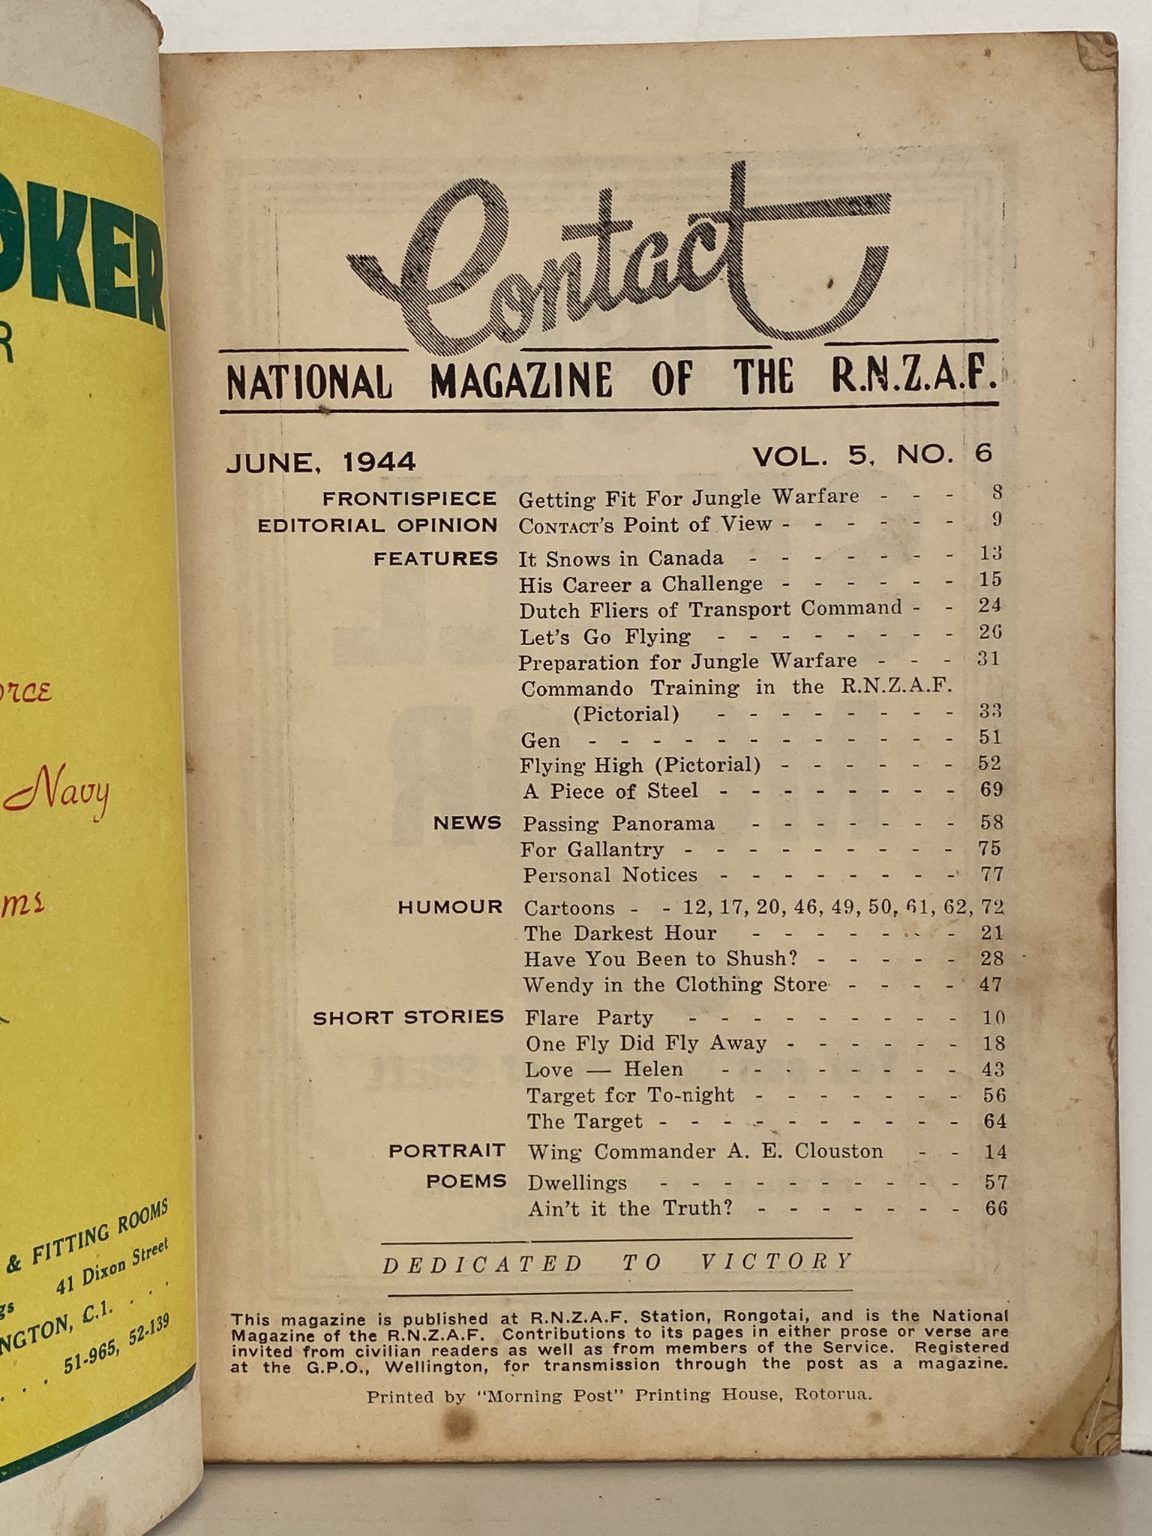 OKER
R
orce
Navy
ms
& FITTING ROOMS
gs 41 Dixon Street
NGTON, C.1. . . .
. . . . 51-965, 52-139
Contact
NATIONAL MAGAZINE OF THE R.N.Z.A.F.
JUNE, 1944 VOL. 5, NO. 6
FRONTISPIECE Getting Fit For Jungle Warfare - - - 8
EDITORIAL OPINION CONTACT'S Point of View - - - - - - 9
FEATURES It Snows in Canada - - - - - - - 13
His Career a Challenge - - - - - - 15
Dutch Fliers of Transport Command - - 24
Let's Go Flying - - - - - - - - 26
Preparation for Jungle Warfare - - - 31
Commando Training in the R.N.Z.A.F.
(Pictorial) - - - - - - - - 33
Gen - - - - - - - - - - - - 51
Flying High (Pictorial) - - - - - - 52
A Piece of Steel - - - - - - - - 69
NEWS Passing Panorama - - - - - - - 58
For Gallantry - - - - - - - - - 75
Personal Notices - - - - - - - - 77
HUMOUR Cartoons - - 12, 17, 20, 46, 49, 50, 61, 62, 72
The Darkest Hour - - - - - - - 21
Have You Been to Shush? - - - - - 28
Wendy in the Clothing Store - - - - 47
SHORT STORIES Flare Party - - - - - - - - - 10
One Fly Did Fly Away - - - - - - 18
Love — Helen - - - - - - - - 43
Target for To-night - - - - - - - 56
The Target - - - - - - - - - - 64
PORTRAIT Wing Commander A. E. Clouston - - 14
POEMS Dwellings - - - - - - - - - - 57
Ain't it the Truth? - - - - - - - 66
DEDICATED TO VICTORY
This magazine is published at R.N.Z.A.F. Station, Rongotai, and is the National
Magazine of the R.N.Z.A.F. Contributions to its pages in either prose or verse are
invited from civilian readers as well as from members of the Service. Registered
at the G.P.O., Wellington, for transmission through the post as a magazine.
Printed by "Morning Post" Printing House, Rotorua.